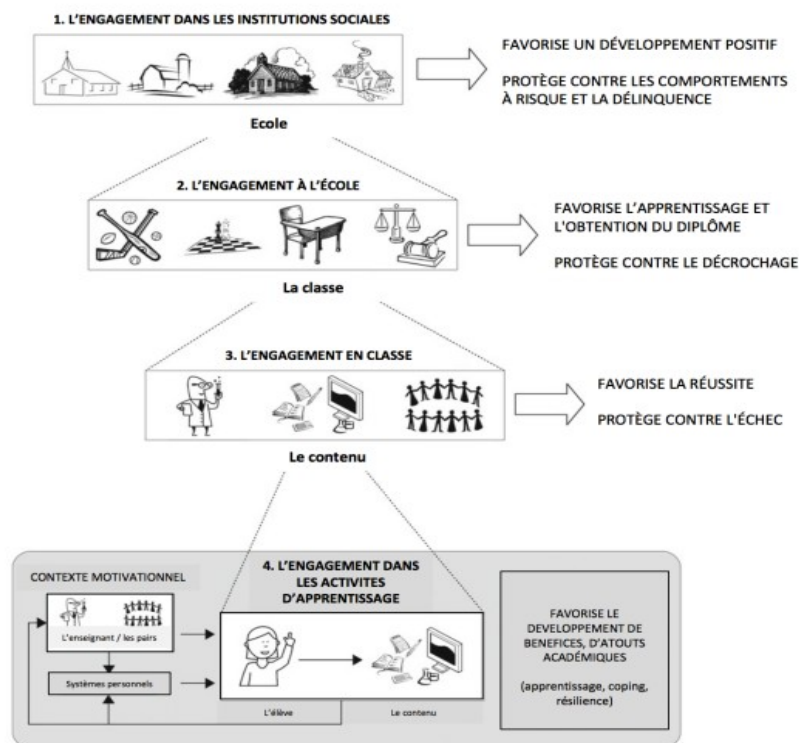 1. L'ENGAGEMENT DANS LES INSTITUTIONS SOCIALES
FAVORISE UN DÉVELOPPEMENT POSITIF
PROTÈGE CONTRE LES COMPORTEMENTS
À RISQUE ET LA DÉLINQUENCE
Ecole
2. L'ENGAGEMENT À L'ÉCOLE
FAVORISE L'APPRENTISSAGE ET
L'OBTENTION DU DIPLÔME
PROTÈGE CONTRE LE DÉCROCHAGE
La classe
3. L'ENGAGEMENT EN CLASSE
FAVORISE LA RÉUSSITE
PROTÈGE CONTRE L'ÉCHEC
Le contenu
CONTEXTE MOTIVATIONNEL
L'enseignant / les pairs
Systèmes personnels
4. L'ENGAGEMENT DANS
LES ACTIVITES
D'APPRENTISSAGE
L'élève
Le contenu
FAVORISE LE
DEVELOPPEMENT DE
BENEFICES, D'ATOUTS
ACADÉMIQUES
(apprentissage, coping,
résilience)